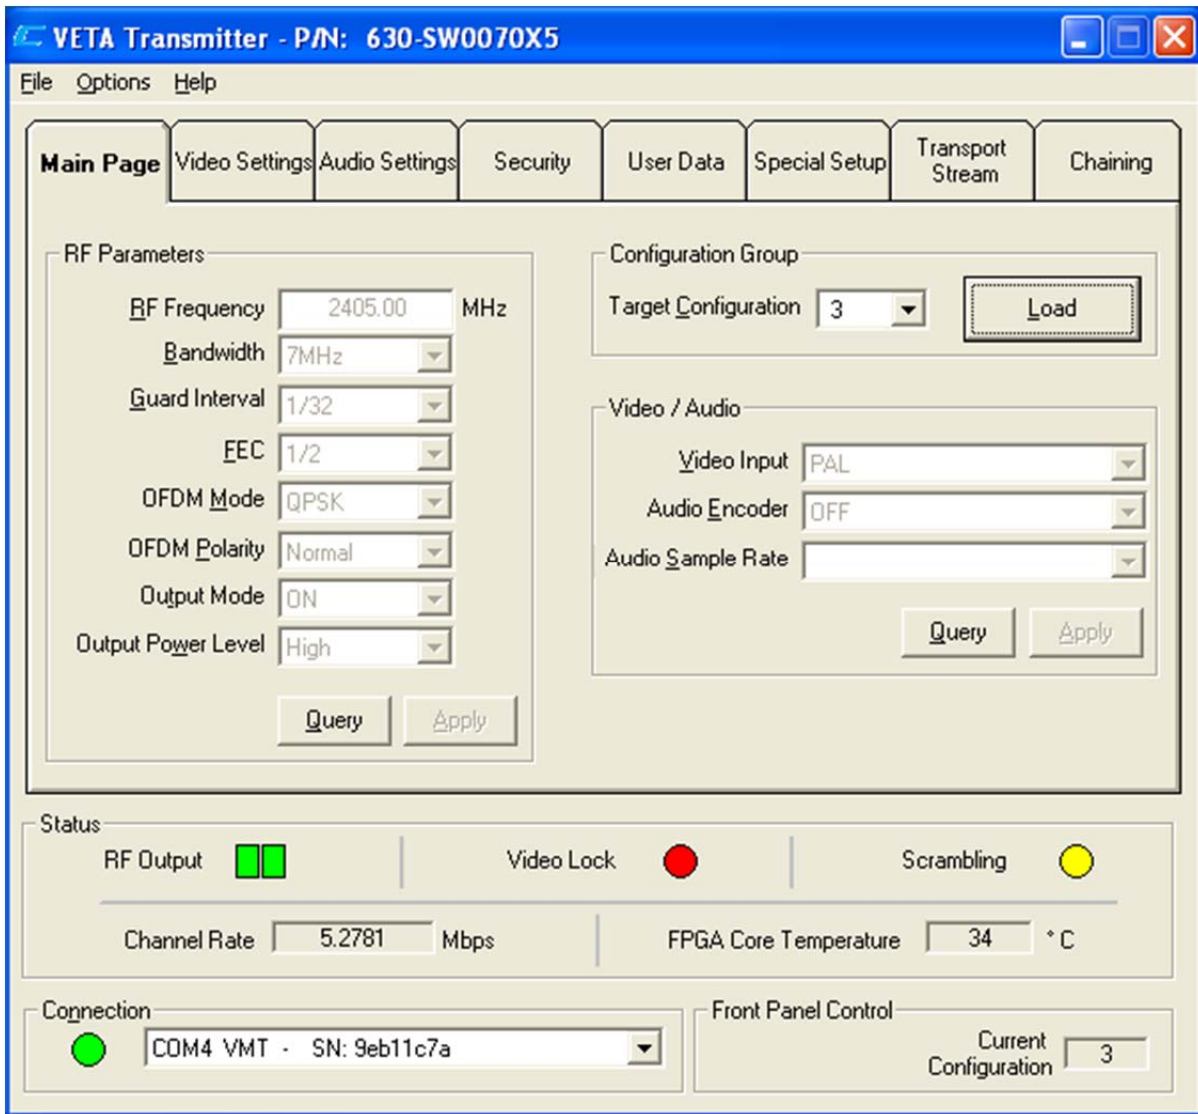 VETA Transmitter - P/N: 630-SW0070X5
File Options Help
Main Page
Video Settings
Audio Settings
Security
User Data
Special Setup
Transport
Stream
Chaining
RF Parameters
RF Frequency 2405.00 MHz
Bandwidth 7MHz
Guard Interval 1/32
FEC 1/2
OFDM Mode QPSK
OFDM Polarity Normal
Output Mode ON
Output Power Level High
Query Apply
Configuration Group
Target Configuration 3 Load
Video / Audio
Video Input PAL
Audio Encoder OFF
Audio Sample Rate
Query Apply
Status
RF Output Video Lock Scrambling
Channel Rate 5.2781 Mbps FPGA Core Temperature 34 ° C
Connection
COM4 VMT - SN: 9eb11c7a
Front Panel Control
Current
Configuration 3